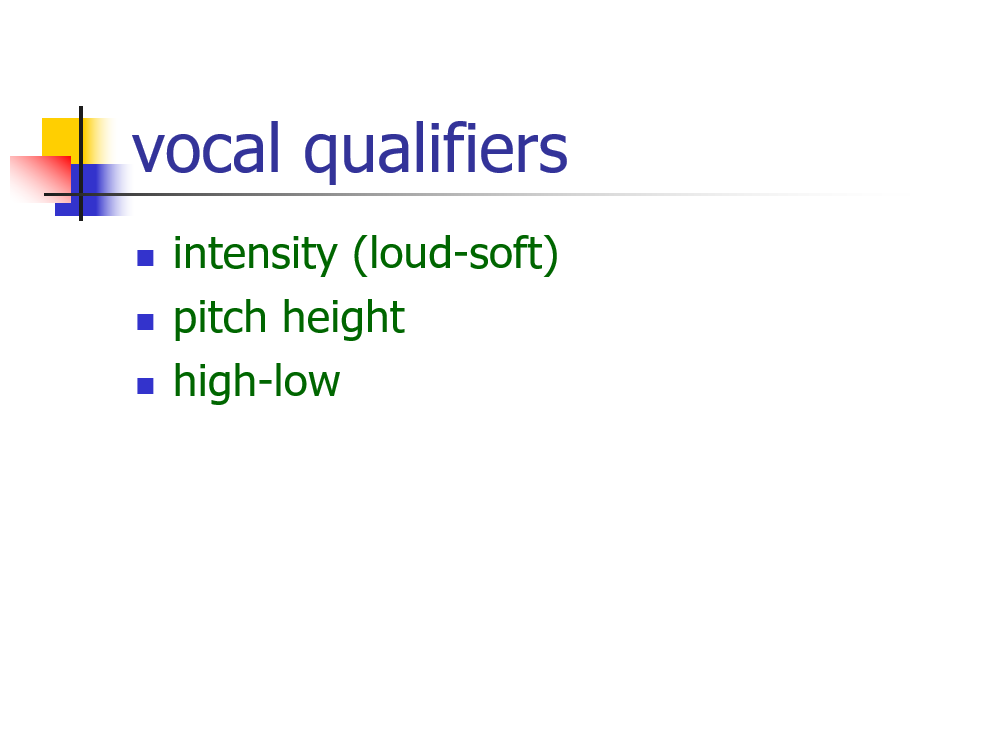 vocal qualifiers
intensity (loud-soft)
pitch height
high-low